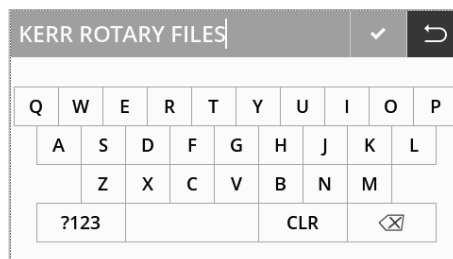 KERR ROTARY FILES
Q W E R T Y U I O P
A S D F G H J K L
Z X C V B N M
?123 CLR